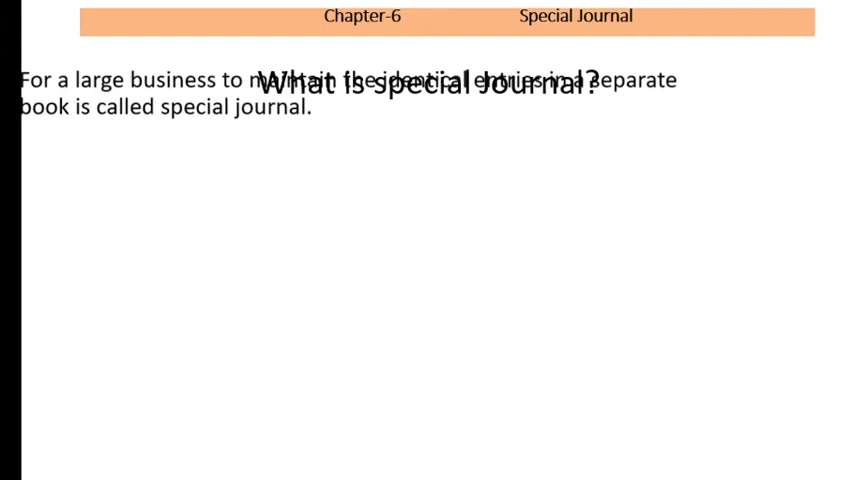 Chapter-6 Special Journal
What is special Journal?
For a large business to maintain the identical entries in a separate
book is called special journal.